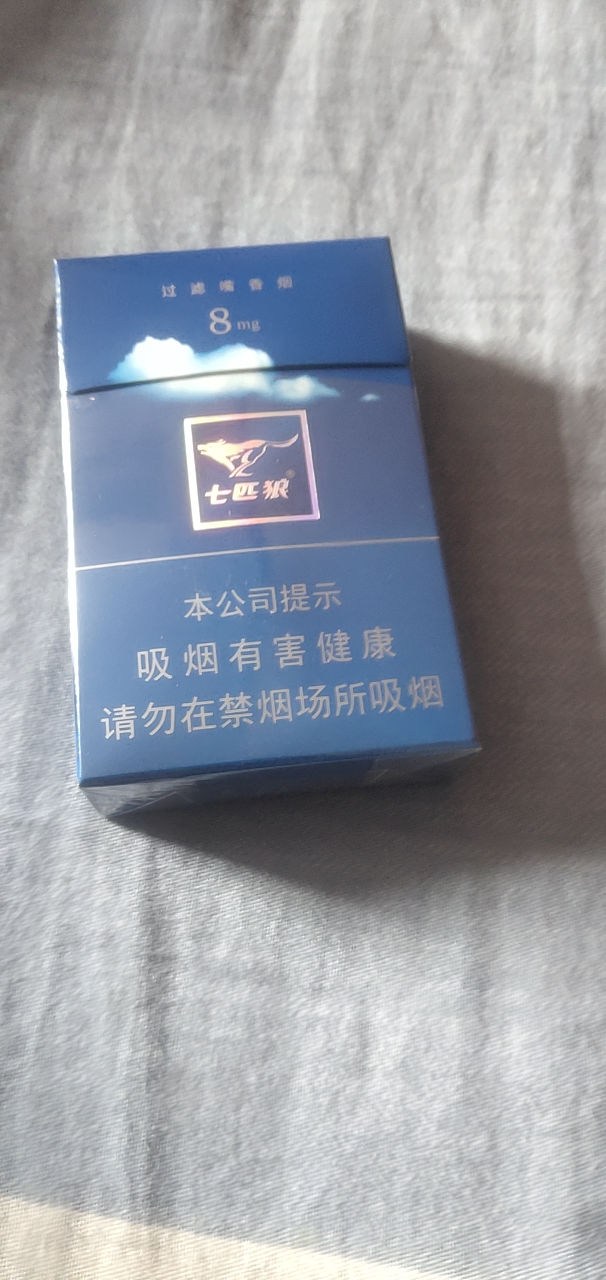 过滤嘴香烟
8mg
七匹狼®
本公司提示
吸烟有害健康
请勿在禁烟场所吸烟